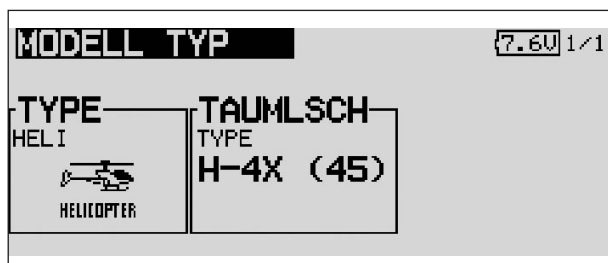 MODELL TYP 7.6V 1/1
TYPE
HELI
HELICOPTER
TAUMLSCH
TYPE
H-4X (45)